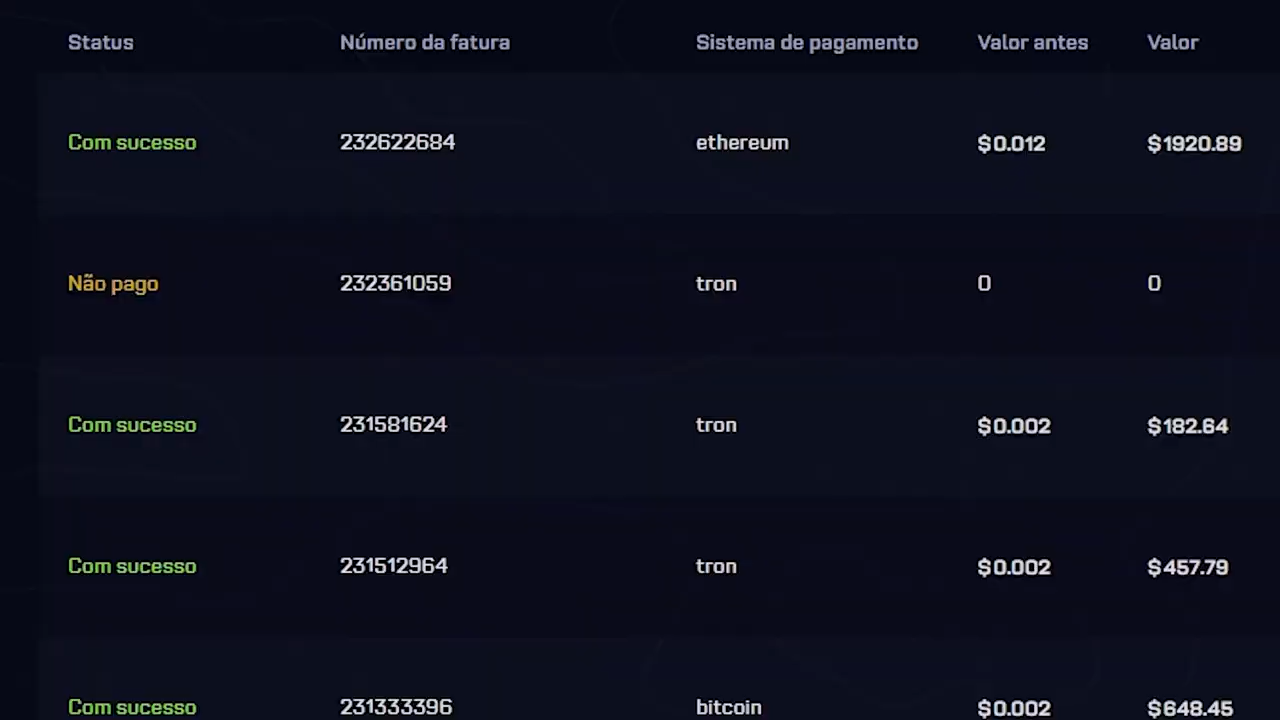 Status Número da fatura Sistema de pagamento Valor antes Valor
Com sucesso 232622684 ethereum $0.012 $1920.89
Não pago 232361059 tron 0 0
Com sucesso 231581624 tron $0.002 $182.64
Com sucesso 231512964 tron $0.002 $457.79
Com sucesso 231333396 bitcoin $0.002 $648.45